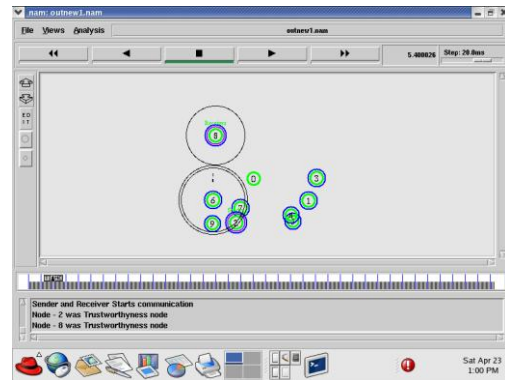 nam: outnew1.nam
File Views Analysis outnew1.nam
5.400026 Step: 20.0ms
8
0
3
6
1
7
9
2
Sender and Receiver Starts communication
Node - 2 was Trustworthyness node
Node - 8 was Trustworthyness node
Sat Apr 23
1:00 PM